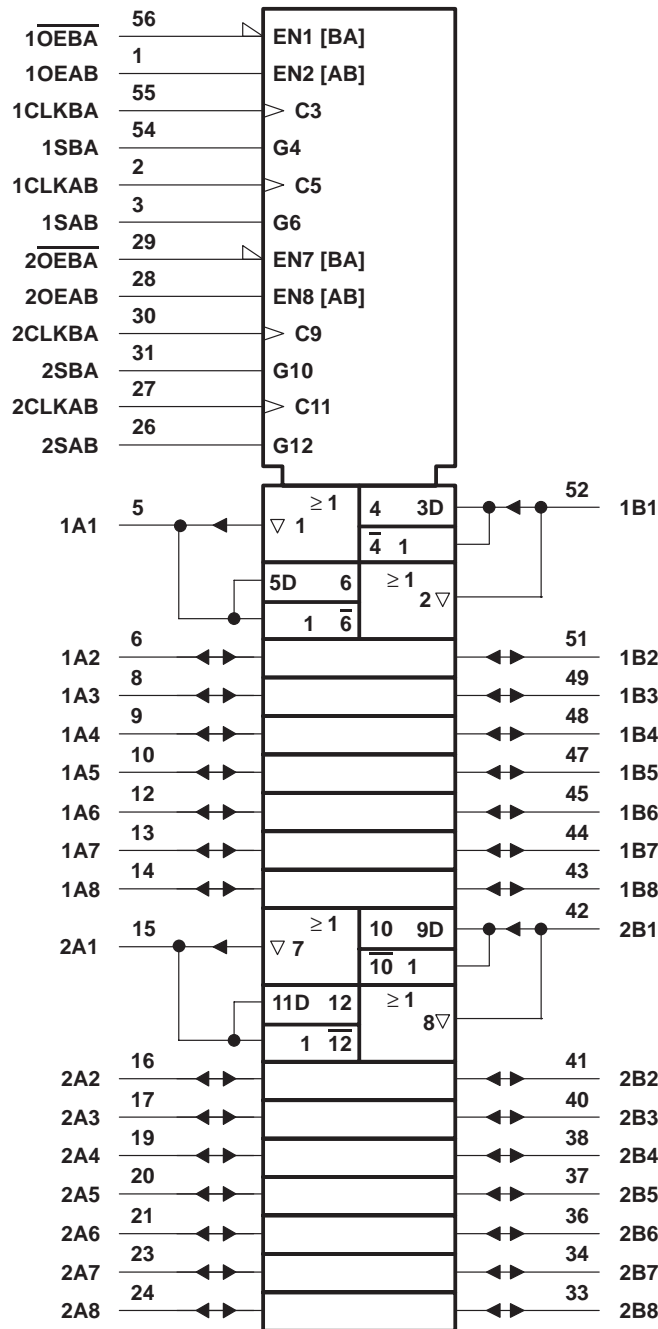 56
1O̅E̅B̅A̅ EN1 [BA]
1
1OEAB EN2 [AB]
55
1CLKBA C3
54
1SBA G4
2
1CLKAB C5
3
1SAB G6
29
2O̅E̅B̅A̅ EN7 [BA]
28
2OEAB EN8 [AB]
30
2CLKBA C9
31
2SBA G10
27
2CLKAB C11
26
2SAB G12
5 ≥ 1 4 3D 52
1A1 ▽ 1 1B1
4̅ 1
5D 6 ≥ 1
2 ▽
1 6̅
6 51
1A2 1B2
8 49
1A3 1B3
9 48
1A4 1B4
10 47
1A5 1B5
12 45
1A6 1B6
13 44
1A7 1B7
14 43
1A8 1B8
15 ≥ 1 10 9D 42
2A1 ▽ 7 2B1
1̅0̅ 1
11D 12 ≥ 1
8▽
1 1̅2̅
16 41
2A2 2B2
17 40
2A3 2B3
19 38
2A4 2B4
20 37
2A5 2B5
21 36
2A6 2B6
23 34
2A7 2B7
24 33
2A8 2B8